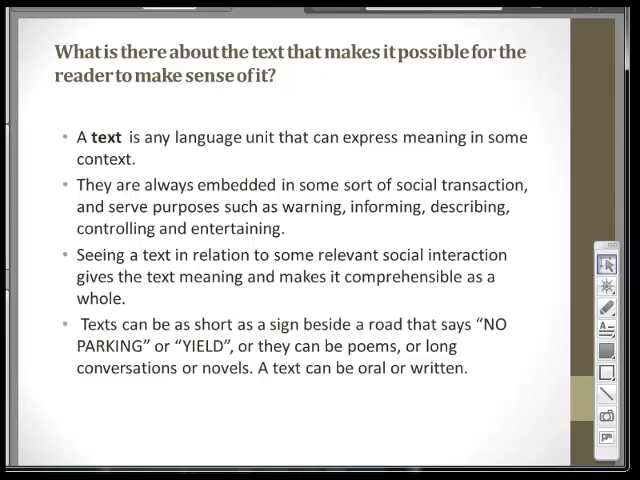 What is there about the text that makes it possible for the
reader to make sense of it?
• A text is any language unit that can express meaning in some
context.
• They are always embedded in some sort of social transaction,
and serve purposes such as warning, informing, describing,
controlling and entertaining.
• Seeing a text in relation to some relevant social interaction
gives the text meaning and makes it comprehensible as a
whole.
• Texts can be as short as a sign beside a road that says “NO
PARKING” or “YIELD”, or they can be poems, or long
conversations or novels. A text can be oral or written.